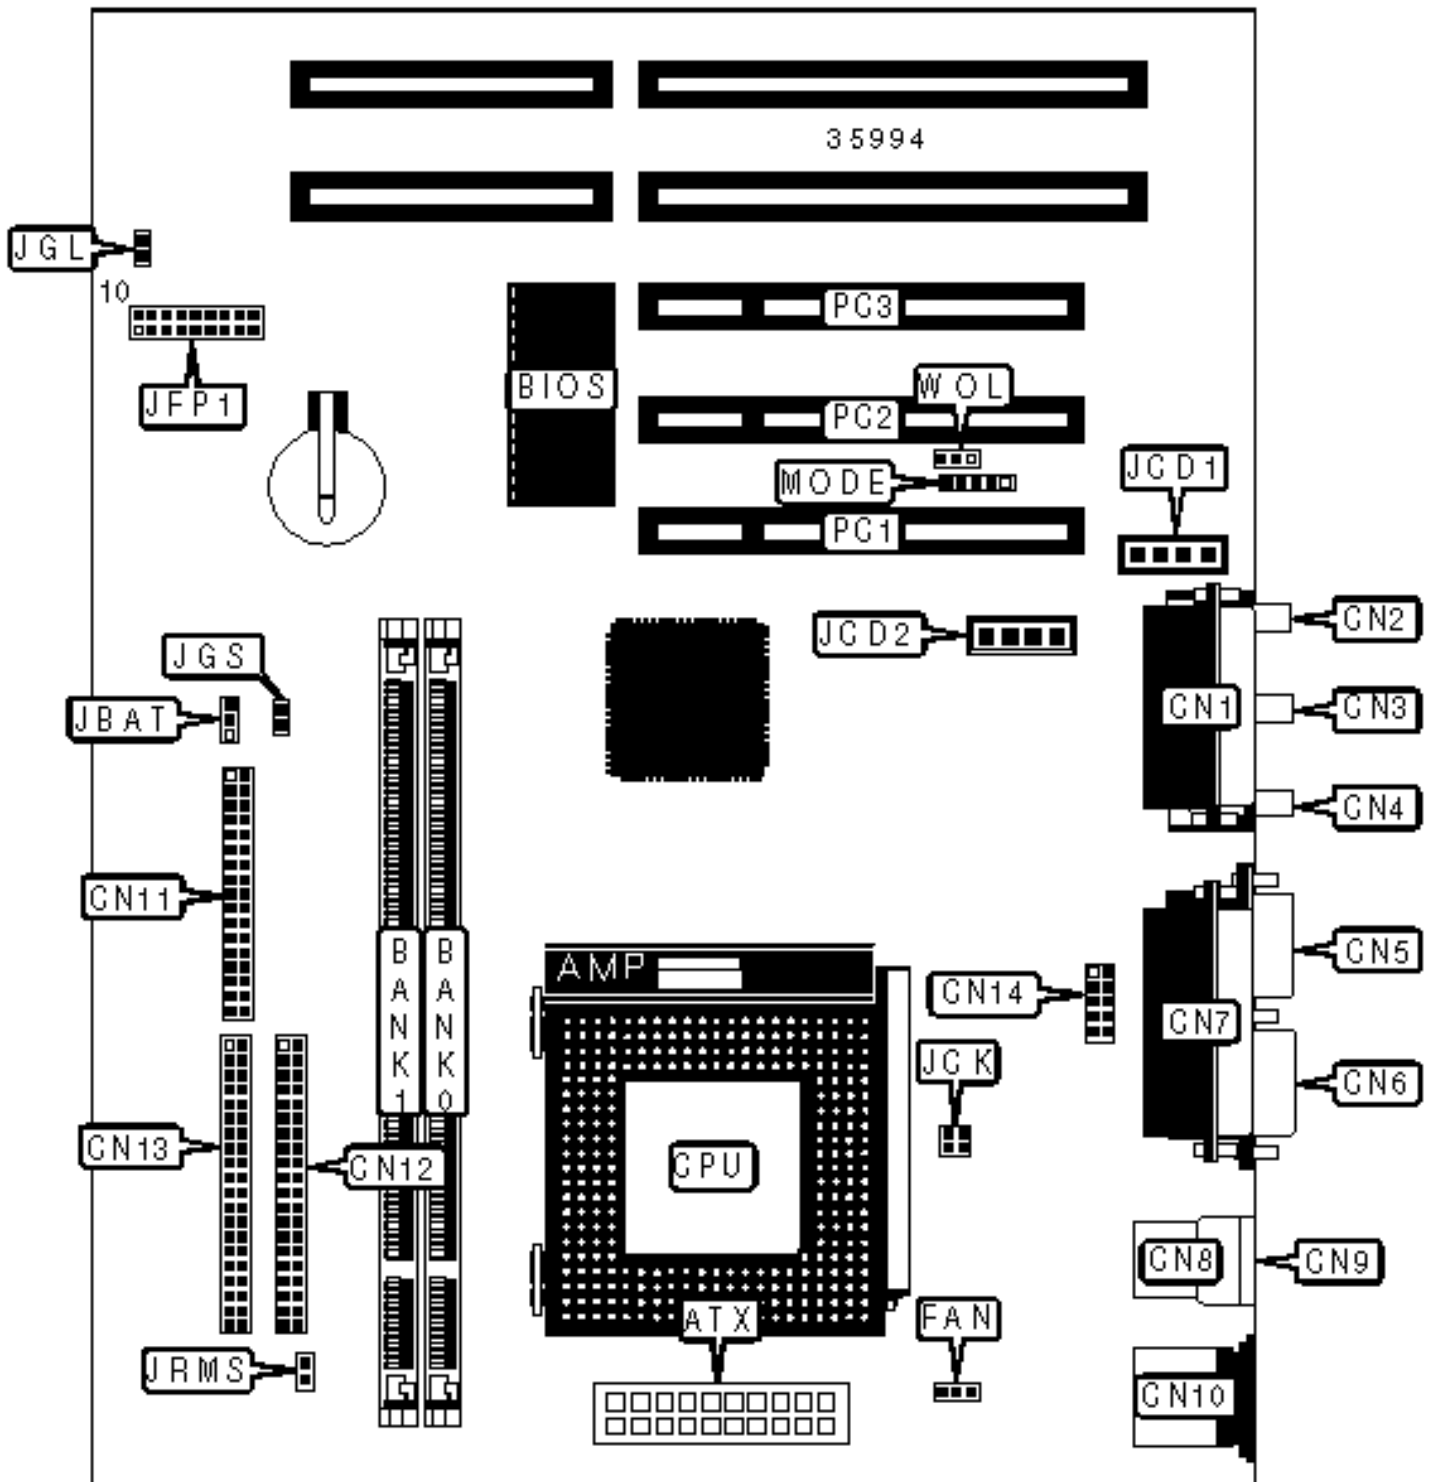 35994
JGL
10
PC3
JFP1
BIOS
WOL
PC2
JCD1
MODE
PC1
CN2
JCD2
JGS
CN1
CN3
JBAT
CN4
CN11
BANK1
BANK0
CN5
AMP
CN14
CN7
JCK
CN6
CN13
CN12
CPU
CN8
CN9
ATX
FAN
JRMS
CN10